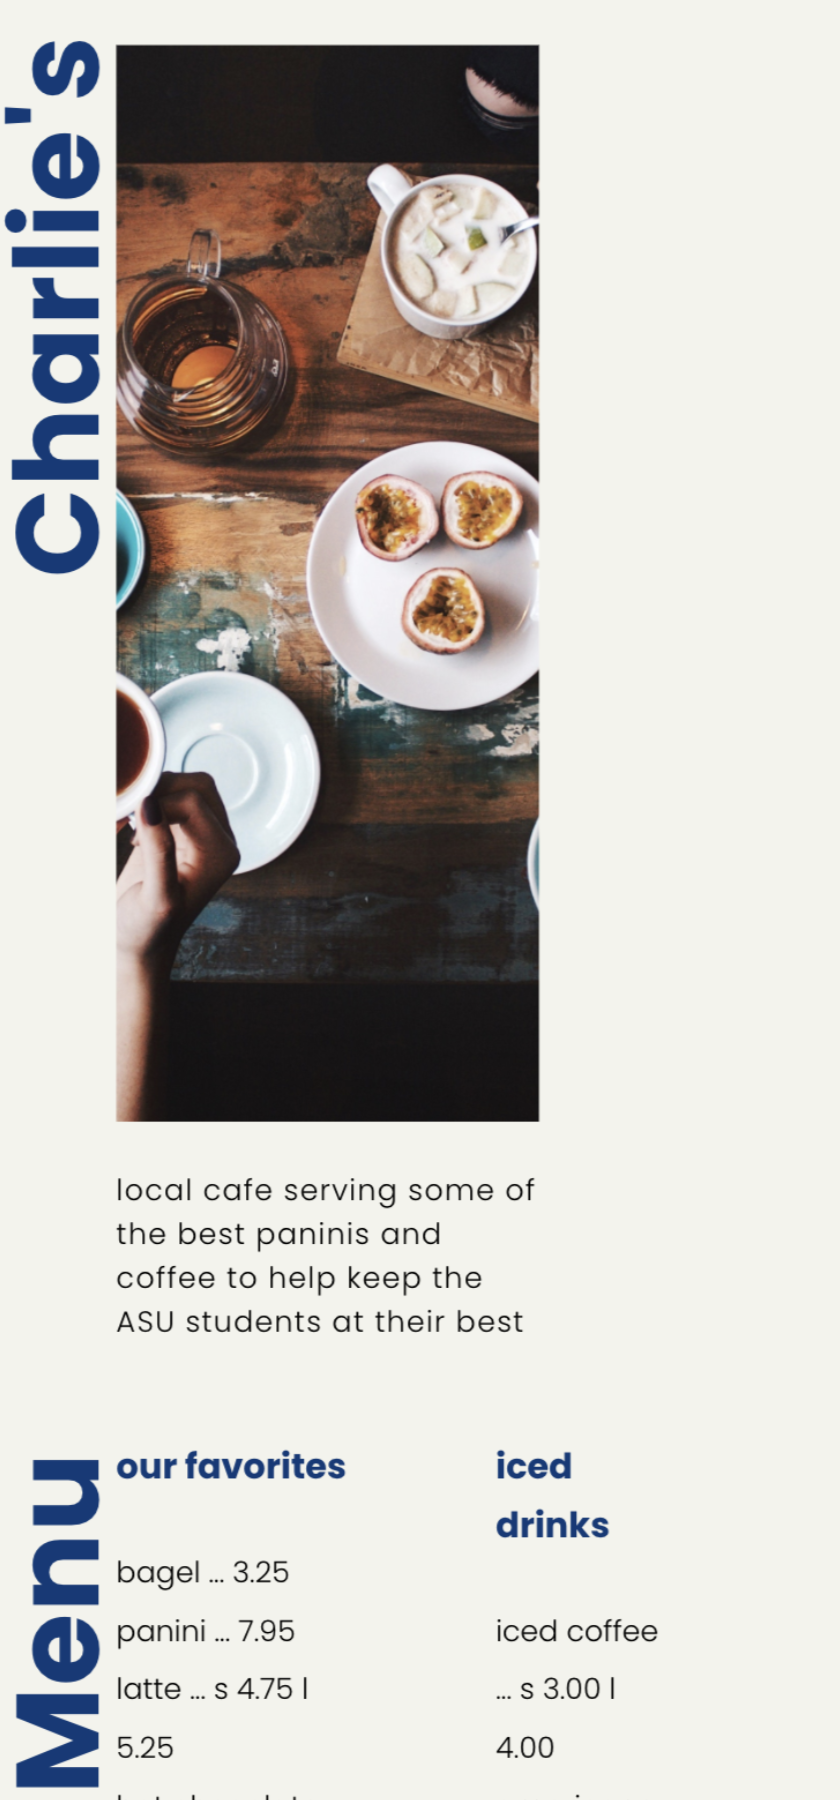 Charlie's
local cafe serving some of
the best paninis and
coffee to help keep the
ASU students at their best
Menu
our favorites
bagel ... 3.25
panini ... 7.95
latte ... s 4.75 l
5.25
iced
drinks
iced coffee
... s 3.00 l
4.00